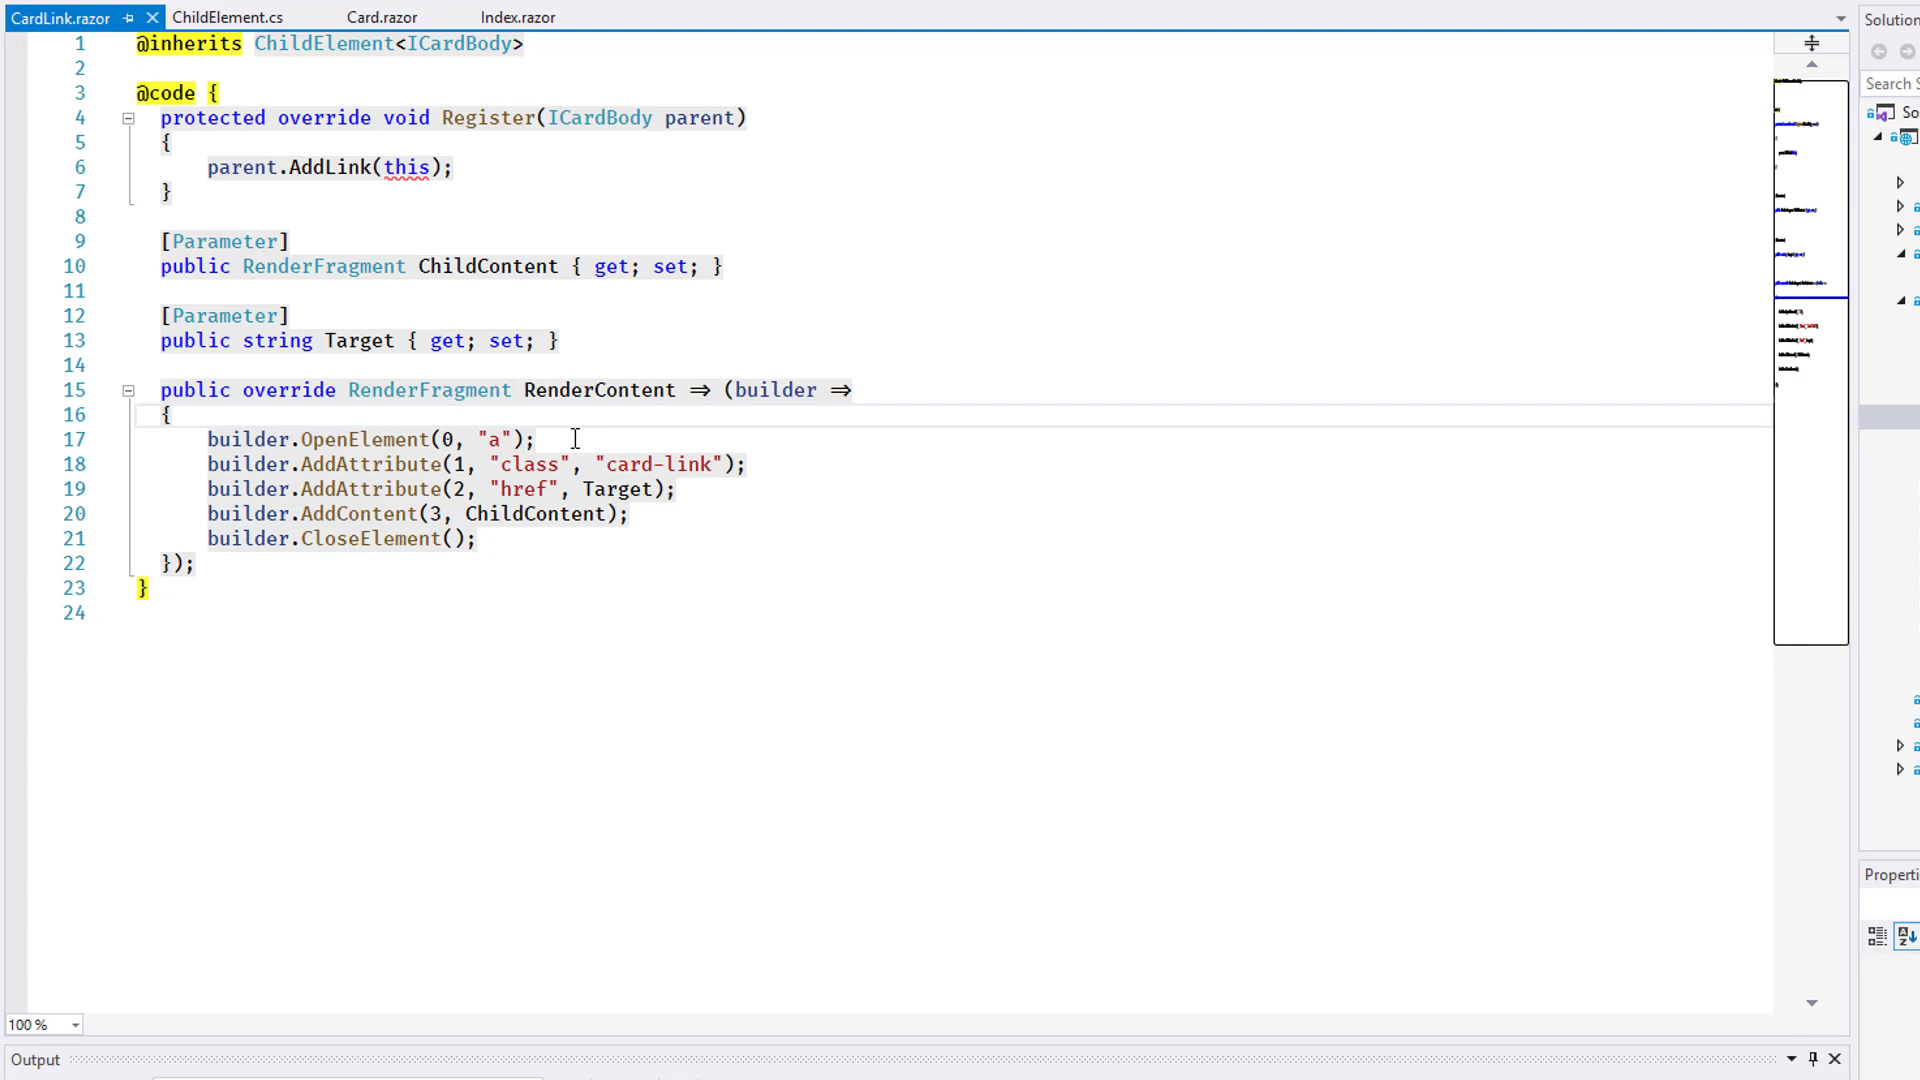 CardLink.razor ChildElement.cs Card.razor Index.razor
Solution
Search S
So
1 @inherits ChildElement<ICardBody>
2
3 @code {
4 protected override void Register(ICardBody parent)
5 {
6 parent.AddLink(this);
7 }
8
9 [Parameter]
10 public RenderFragment ChildContent { get; set; }
11
12 [Parameter]
13 public string Target { get; set; }
14
15 public override RenderFragment RenderContent ⇒ (builder ⇒
16 {
17 builder.OpenElement(0, "a");
18 builder.AddAttribute(1, "class", "card-link");
19 builder.AddAttribute(2, "href", Target);
20 builder.AddContent(3, ChildContent);
21 builder.CloseElement();
22 });
23 }
24
Properti
100 %
Output